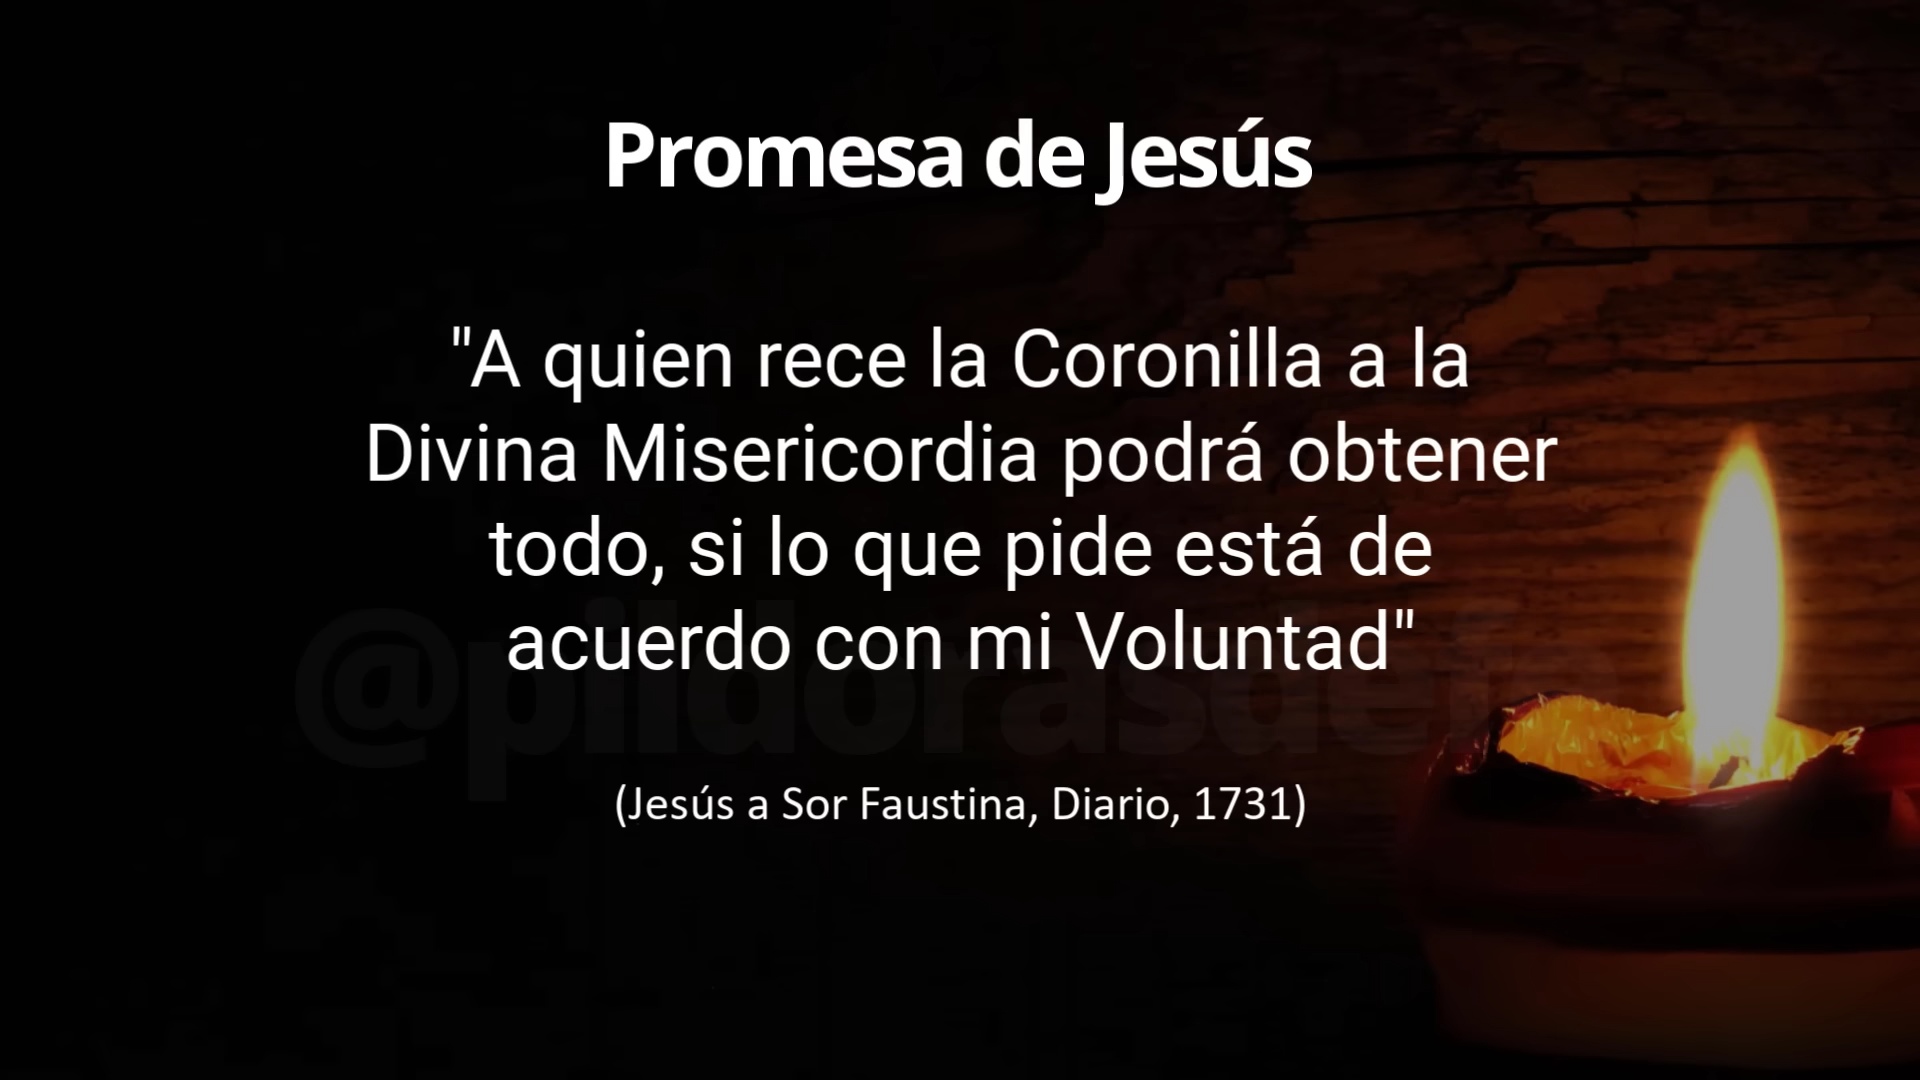 Promesa de Jesús
"A quien rece la Coronilla a la
Divina Misericordia podrá obtener
todo, si lo que pide está de
acuerdo con mi Voluntad"
@pildorasdefe
(Jesús a Sor Faustina, Diario, 1731)